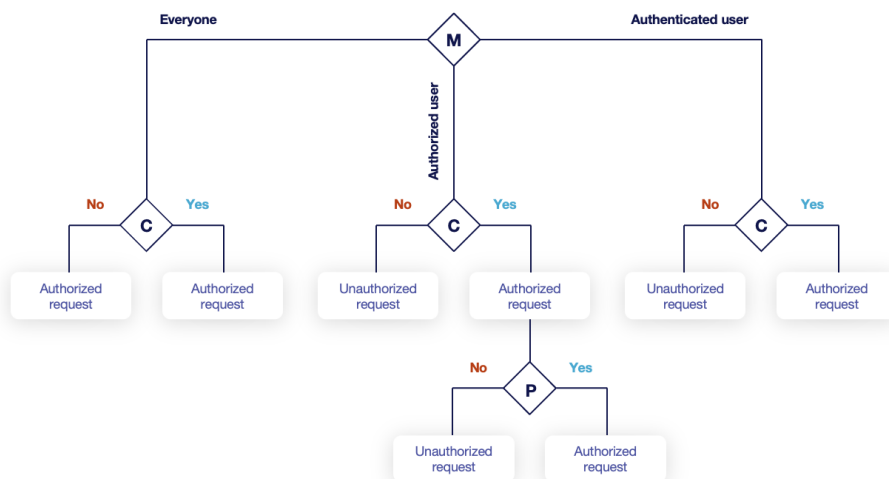 Everyone
Authenticated user
M
Authorized user
No
Yes
No
Yes
No
Yes
C
C
C
Authorized
request
Authorized
request
Unauthorized
request
Authorized
request
Unauthorized
request
Authorized
request
No
Yes
P
Unauthorized
request
Authorized
request